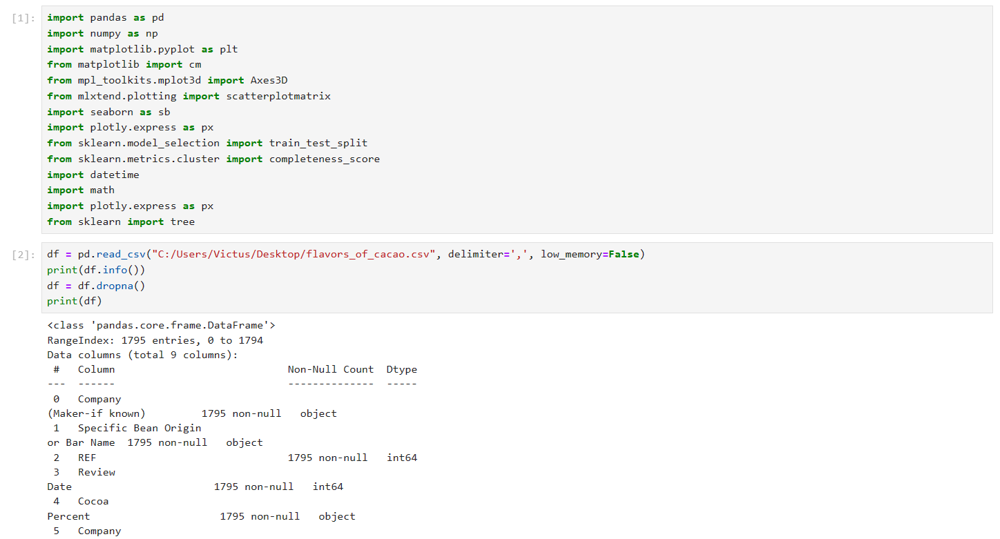 [1]:
import pandas as pd
import numpy as np
import matplotlib.pyplot as plt
from matplotlib import cm
from mpl_toolkits.mplot3d import Axes3D
from mlxtend.plotting import scatterplotmatrix
import seaborn as sb
import plotly.express as px
from sklearn.model_selection import train_test_split
from sklearn.metrics.cluster import completeness_score
import datetime
import math
import plotly.express as px
from sklearn import tree
[2]:
df = pd.read_csv("C:/Users/Victus/Desktop/flavors_of_cacao.csv", delimiter=',', low_memory=False)
print(df.info())
df = df.dropna()
print(df)
<class 'pandas.core.frame.DataFrame'>
RangeIndex: 1795 entries, 0 to 1794
Data columns (total 9 columns):
 #   Column                            Non-Null Count  Dtype
---  ------                            --------------  -----
 0   Company
(Maker-if known)         1795 non-null   object
 1   Specific Bean Origin
or Bar Name  1795 non-null   object
 2   REF                               1795 non-null   int64
 3   Review
Date                       1795 non-null   int64
 4   Cocoa
Percent                     1795 non-null   object
 5   Company